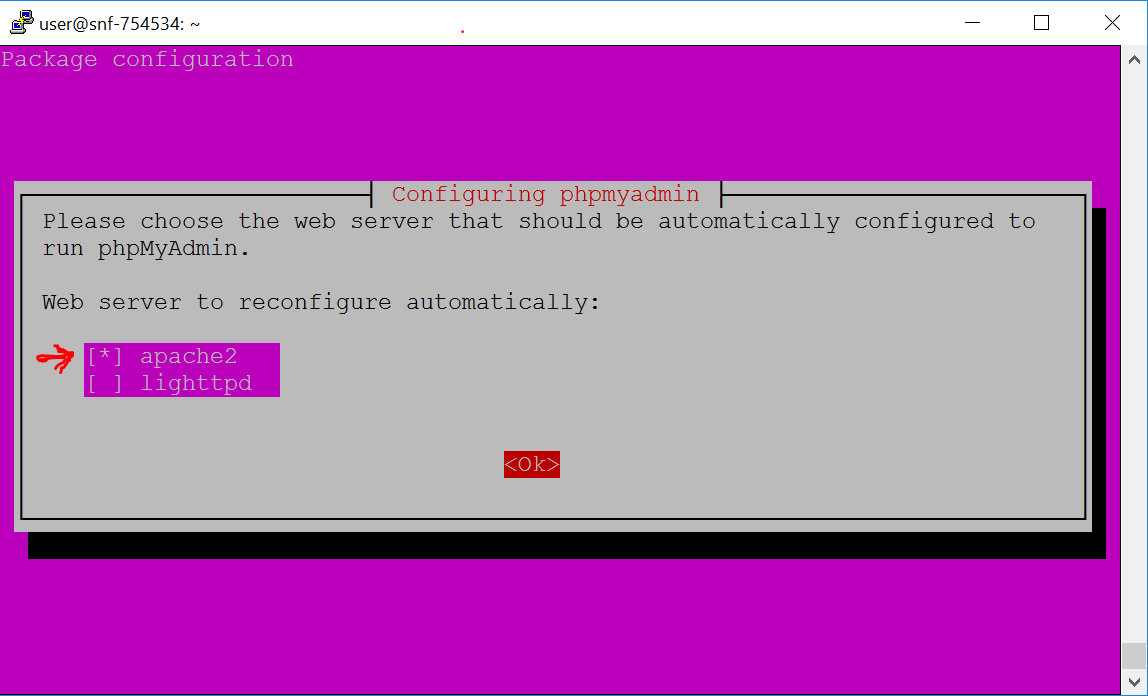 user@snf-754534: ~
Package configuration
Configuring phpmyadmin
Please choose the web server that should be automatically configured to
run phpMyAdmin.
Web server to reconfigure automatically:
[*] apache2
[ ] lighttpd
<Ok>